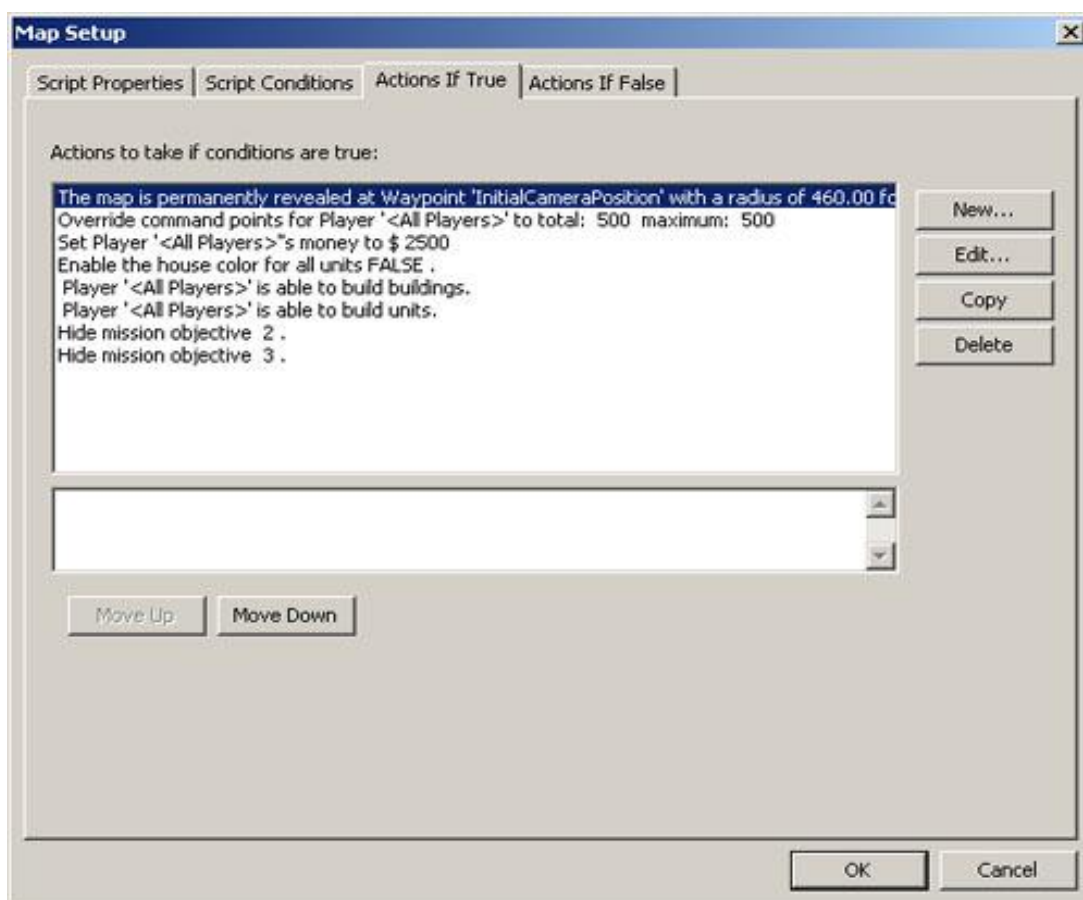 Map Setup
Script Properties
Script Conditions
Actions If True
Actions If False
Actions to take if conditions are true:
The map is permanently revealed at Waypoint 'InitialCameraPosition' with a radius of 460.00
Override command points for Player '<All Players>' to total:  500  maximum:  500
Set Player '<All Players>''s money to $ 2500
Enable the house color for all units FALSE .
Player '<All Players>' is able to build buildings.
Player '<All Players>' is able to build units.
Hide mission objective  2 .
Hide mission objective  3 .
New...
Edit...
Copy
Delete
Move Up
Move Down
OK
Cancel